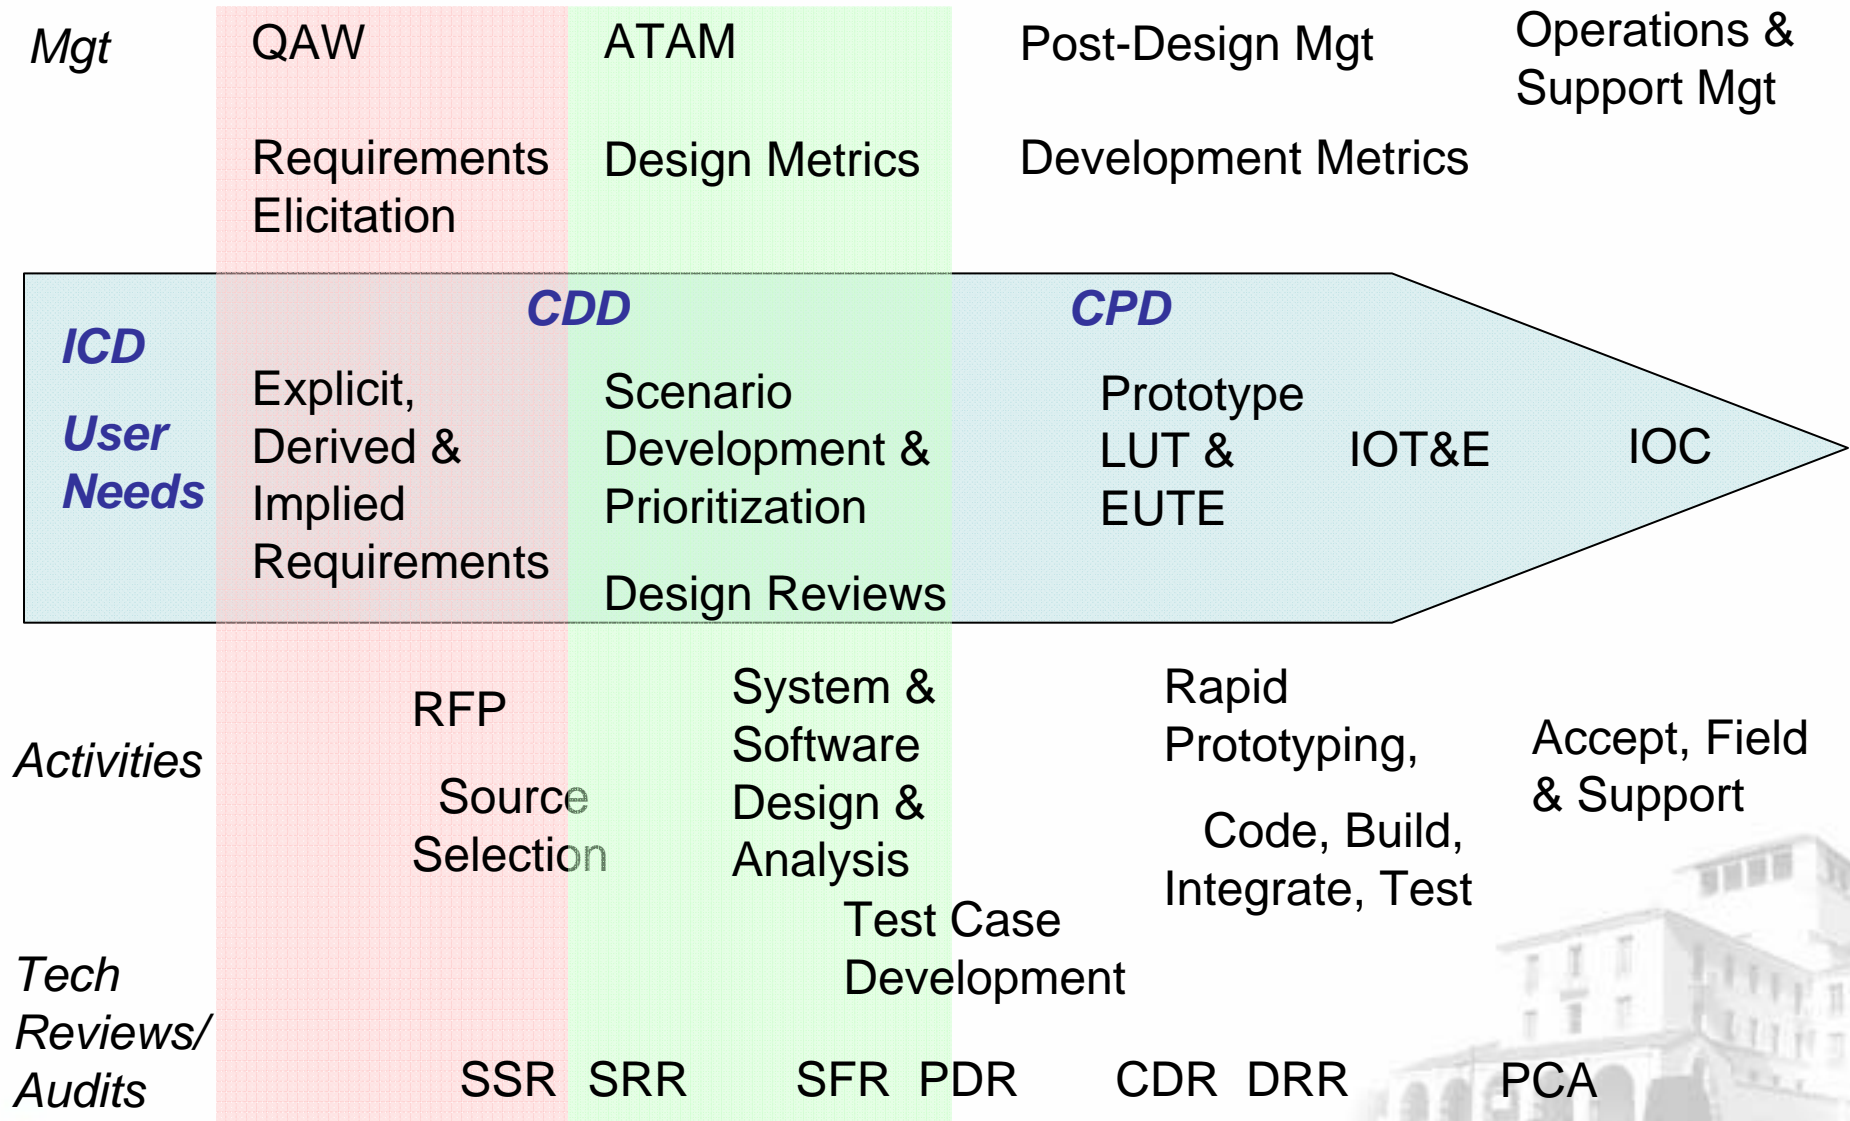 Mgt
QAW
Requirements
Elicitation
ATAM
Design Metrics
Post-Design Mgt
Development Metrics
Operations &
Support Mgt
ICD
User
Needs
CDD
Explicit,
Derived &
Implied
Requirements
Scenario
Development &
Prioritization
Design Reviews
CPD
Prototype
LUT &
EUTE
IOT&E
IOC
Activities
RFP
Source
Selection
System &
Software
Design &
Analysis
Test Case
Development
Rapid
Prototyping,
Code, Build,
Integrate, Test
Accept, Field
& Support
Tech
Reviews/
Audits
SSR SRR SFR PDR CDR DRR PCA